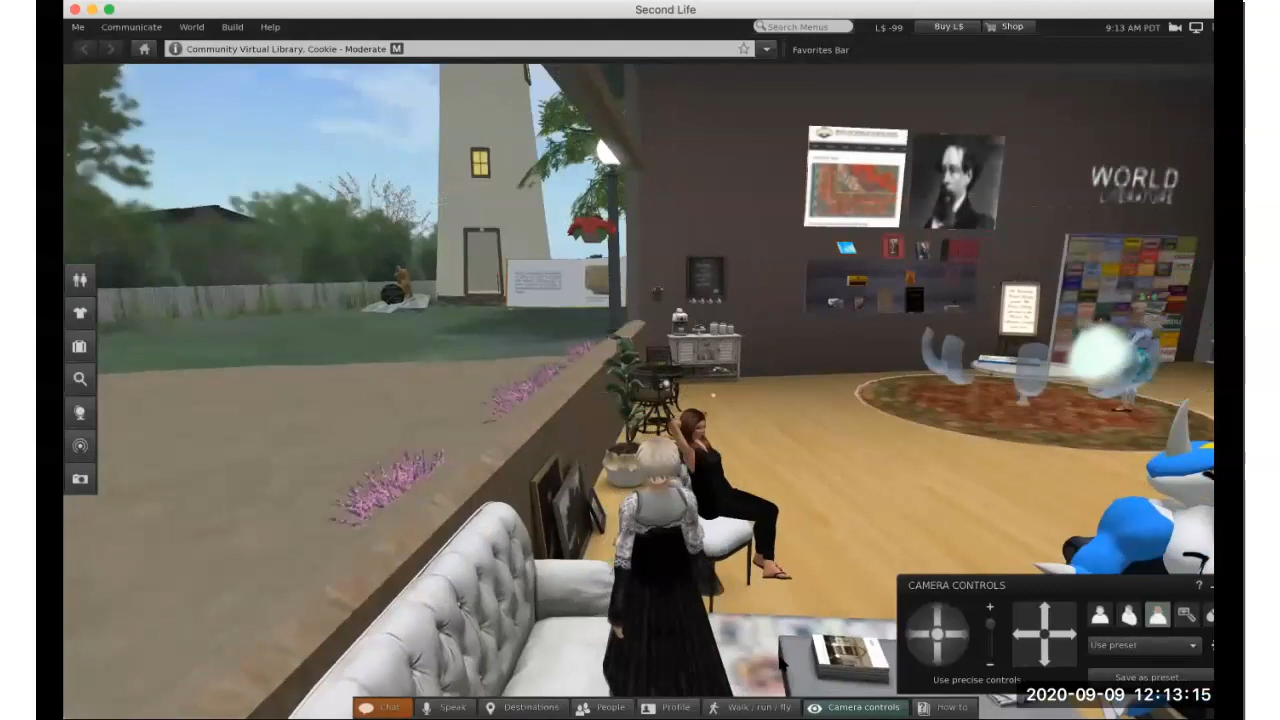 Second Life
Me Communicate World Build Help
Search Menus
L$ -99
Buy L$
Shop
9:13 AM PDT
Community Virtual Library. Cookie - Moderate M
Favorites Bar
WORLD
LITERATURE
CAMERA CONTROLS
?
Use preset
Use precise controls
Save as preset
2020-09-09 12:13:15
Chat
Speak
Destinations
People
Profile
Walk / run / fly
Camera controls
How to